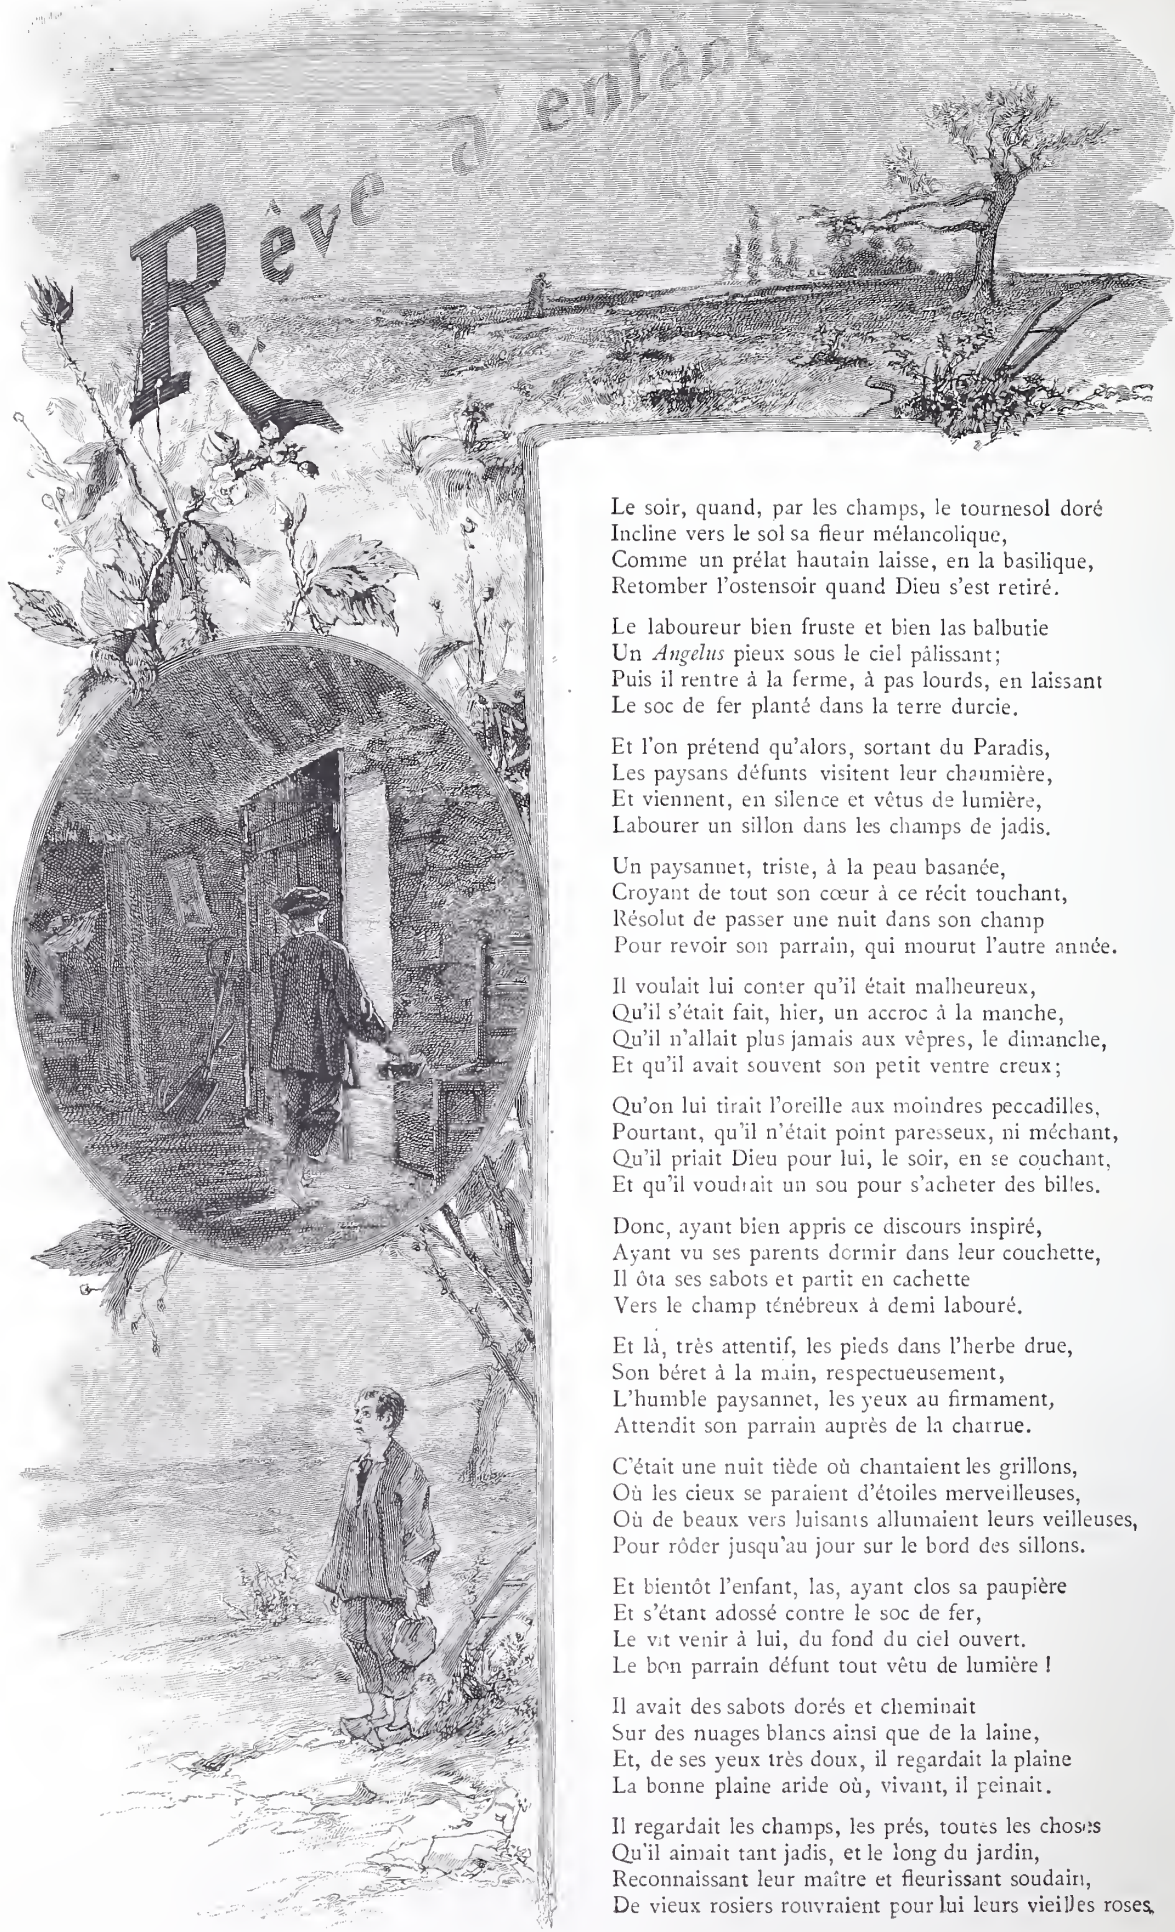 Rêve d'enfant
Le soir, quand, par les champs, le tournesol doré
Incline vers le sol sa fleur mélancolique,
Comme un prélat hautain laisse, en la basilique,
Retomber l'ostensoir quand Dieu s'est retiré.
Le laboureur bien fruste et bien las balbutie
Un Angelus pieux sous le ciel pâlissant;
Puis il rentre à la ferme, à pas lourds, en laissant
Le soc de fer planté dans la terre durcie.
Et l'on prétend qu'alors, sortant du Paradis,
Les paysans défunts visitent leur chaumière,
Et viennent, en silence et vêtus de lumière,
Labourer un sillon dans les champs de jadis.
Un paysannet, triste, à la peau basanée,
Croyant de tout son cœur à ce récit touchant,
Résolut de passer une nuit dans son champ
Pour revoir son parrain, qui mourut l'autre année.
Il voulait lui conter qu'il était malheureux,
Qu'il s'était fait, hier, un accroc à la manche,
Qu'il n'allait plus jamais aux vêpres, le dimanche,
Et qu'il avait souvent son petit ventre creux;
Qu'on lui tirait l'oreille aux moindres peccadilles,
Pourtant, qu'il n'était point paresseux, ni méchant,
Qu'il priait Dieu pour lui, le soir, en se couchant,
Et qu'il voudrait un sou pour s'acheter des billes.
Donc, ayant bien appris ce discours inspiré,
Ayant vu ses parents dormir dans leur couchette,
Il ôta ses sabots et partit en cachette
Vers le champ ténébreux à demi labouré.
Et là, très attentif, les pieds dans l'herbe drue,
Son béret à la main, respectueusement,
L'humble paysannet, les yeux au firmament,
Attendit son parrain auprès de la charrue.
C'était une nuit tiède où chantaient les grillons,
Où les cieux se paraient d'étoiles merveilleuses,
Où de beaux vers luisants allumaient leurs veilleuses,
Pour rôder jusqu'au jour sur le bord des sillons.
Et bientôt l'enfant, las, ayant clos sa paupière
Et s'étant adossé contre le soc de fer,
Le vit venir à lui, du fond du ciel ouvert.
Le bon parrain défunt tout vêtu de lumière !
Il avait des sabots dorés et cheminait
Sur des nuages blancs ainsi que de la laine,
Et, de ses yeux très doux, il regardait la plaine
La bonne plaine aride où, vivant, il peinait.
Il regardait les champs, les prés, toutes les choses
Qu'il aimait tant jadis, et le long du jardin,
Reconnaissant leur maître et fleurissant soudain,
De vieux rosiers rouvraient pour lui leurs vieilles roses.